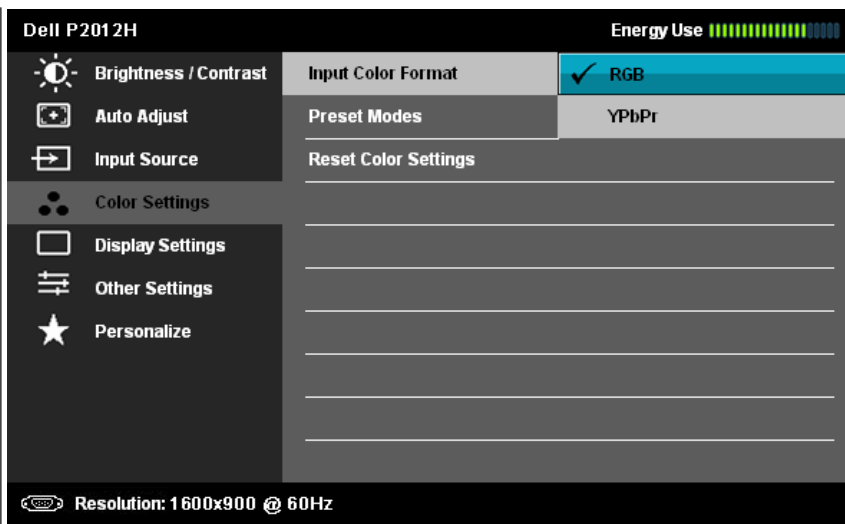 Dell P2012H Energy Use
Brightness / Contrast Input Color Format RGB
Auto Adjust Preset Modes YPbPr
Input Source Reset Color Settings
Color Settings
Display Settings
Other Settings
Personalize
Resolution: 1600x900 @ 60Hz